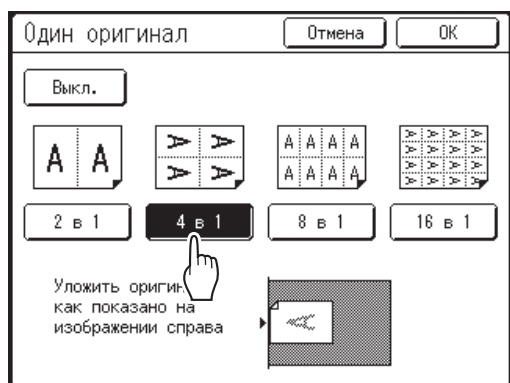 Один оригинал
Отмена
OK
Выкл.
A A
A A A A
A A A A
A A A A
A A A A
A A A A
A A A A
A A A A
A A A A
2 в 1
4 в 1
8 в 1
16 в 1
Уложить
как показано на
изображении справа
A